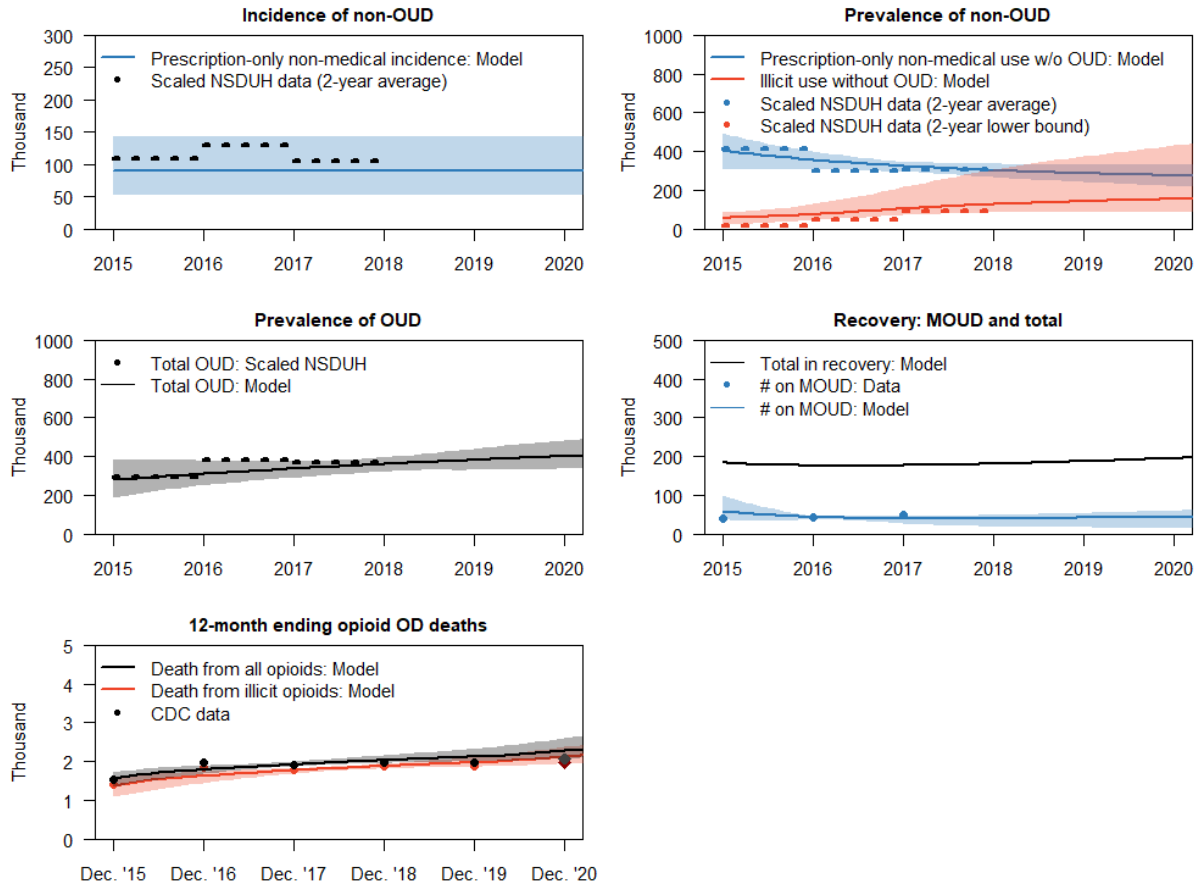 Incidence of non-OUD
Thousand
300
250
200
150
100
50
0
Prescription-only non-medical incidence: Model
Scaled NSDUH data (2-year average)
2015 2016 2017 2018 2019 2020
Prevalence of non-OUD
Thousand
1000
800
600
400
200
0
Prescription-only non-medical use w/o OUD: Model
Illicit use without OUD: Model
Scaled NSDUH data (2-year average)
Scaled NSDUH data (2-year lower bound)
2015 2016 2017 2018 2019 2020
Prevalence of OUD
Thousand
1000
800
600
400
200
0
Total OUD: Scaled NSDUH
Total OUD: Model
2015 2016 2017 2018 2019 2020
Recovery: MOUD and total
Thousand
500
400
300
200
100
0
Total in recovery: Model
# on MOUD: Data
# on MOUD: Model
2015 2016 2017 2018 2019 2020
12-month ending opioid OD deaths
Thousand
5
4
3
2
1
0
Death from all opioids: Model
Death from illicit opioids: Model
CDC data
Dec. '15 Dec. '16 Dec. '17 Dec. '18 Dec. '19 Dec. '20